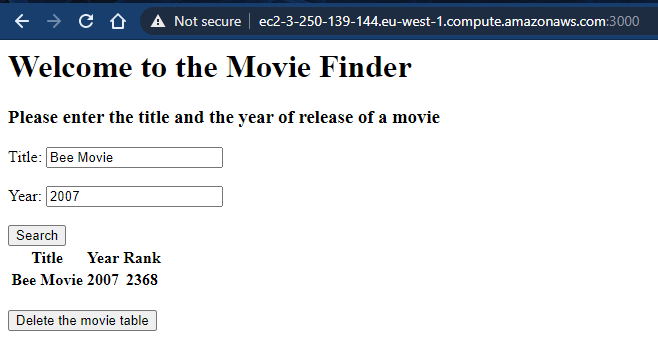 Not secure | ec2-3-250-139-144.eu-west-1.compute.amazonaws.com:3000
Welcome to the Movie Finder
Please enter the title and the year of release of a movie
Title: Bee Movie
Year: 2007
Search
Title Year Rank
Bee Movie 2007 2368
Delete the movie table